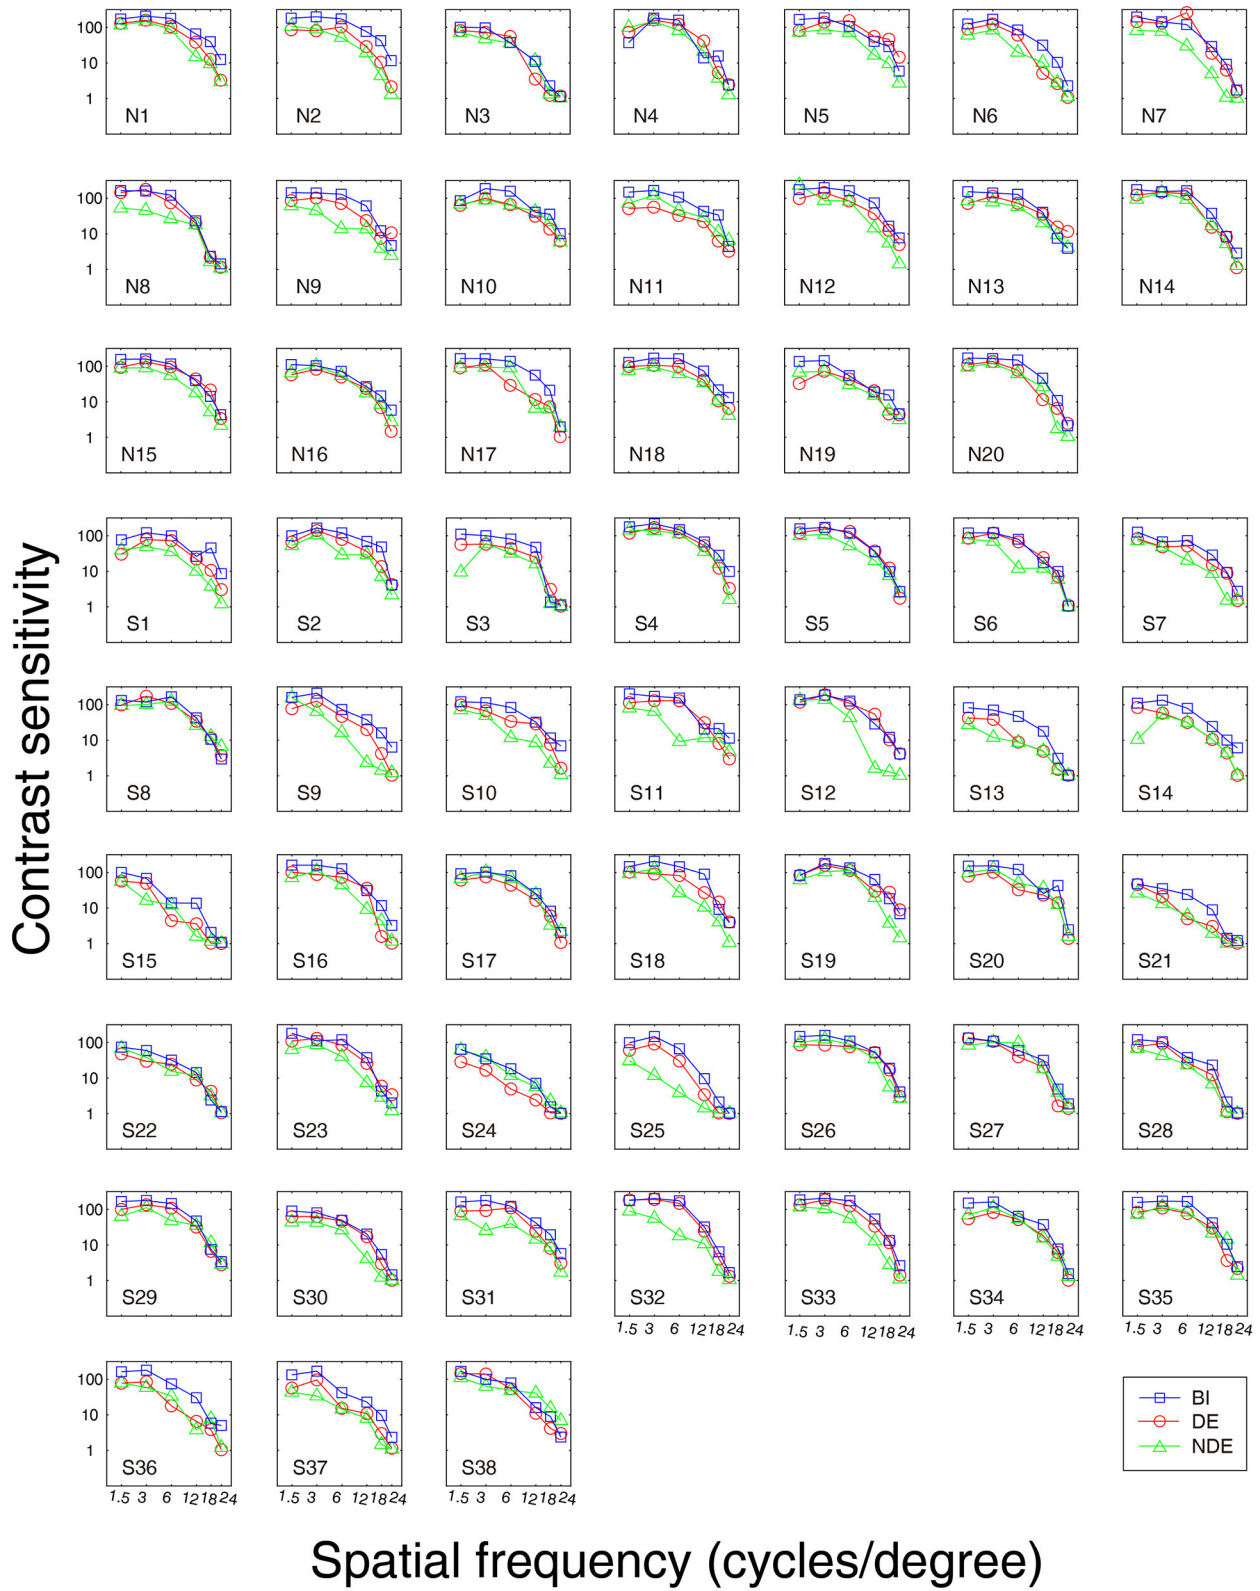 100
10
1
N1 N2 N3 N4 N5 N6 N7
100
10
1
N8 N9 N10 N11 N12 N13 N14
100
10
1
N15 N16 N17 N18 N19 N20
Contrast sensitivity
100
10
1
S1 S2 S3 S4 S5 S6 S7
100
10
1
S8 S9 S10 S11 S12 S13 S14
100
10
1
S15 S16 S17 S18 S19 S20 S21
100
10
1
S22 S23 S24 S25 S26 S27 S28
100
10
1
S29 S30 S31 S32 S33 S34 S35
1.5 3 6 12 18 24 1.5 3 6 12 18 24 1.5 3 6 12 18 24 1.5 3 6 12 18 24
100
10
1
S36 S37 S38
1.5 3 6 12 18 24 1.5 3 6 12 18 24 1.5 3 6 12 18 24
BI
DE
NDE
Spatial frequency (cycles/degree)